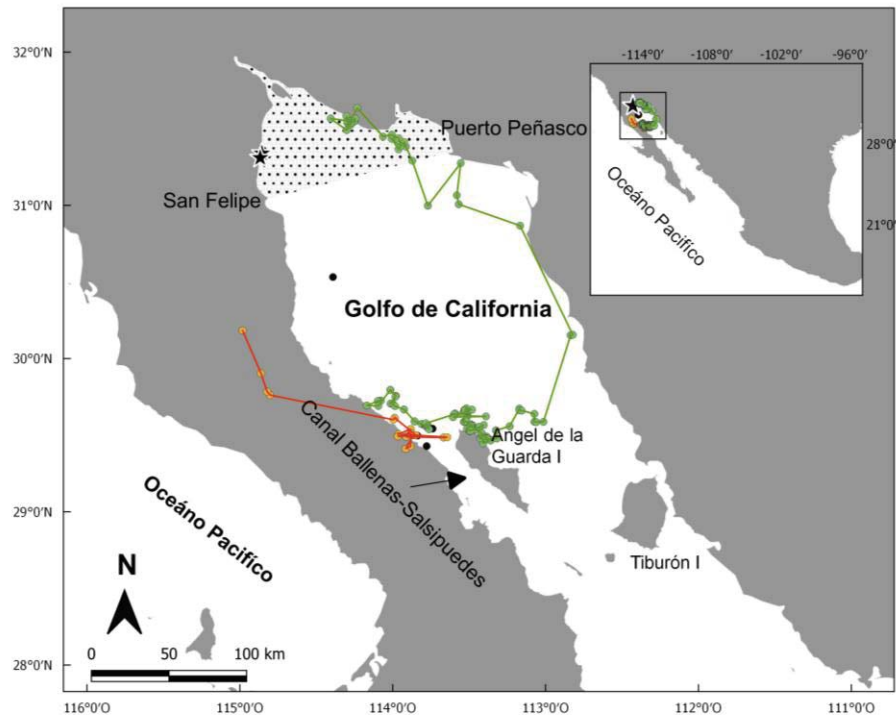 32°0′N
31°0′N
30°0′N
29°0′N
28°0′N
-114°0′
-108°0′
-102°0′
-96°0′
28°0′N
21°0′N
Oceáno Pacífico
Puerto Peñasco
San Felipe
Golfo de California
Angel de la
Guarda I
Canal Ballenas-Salsipuedes
Tiburón I
Oceáno Pacífico
N
0 50 100 km
116°0′O
115°0′O
114°0′O
113°0′O
112°0′O
111°0′O